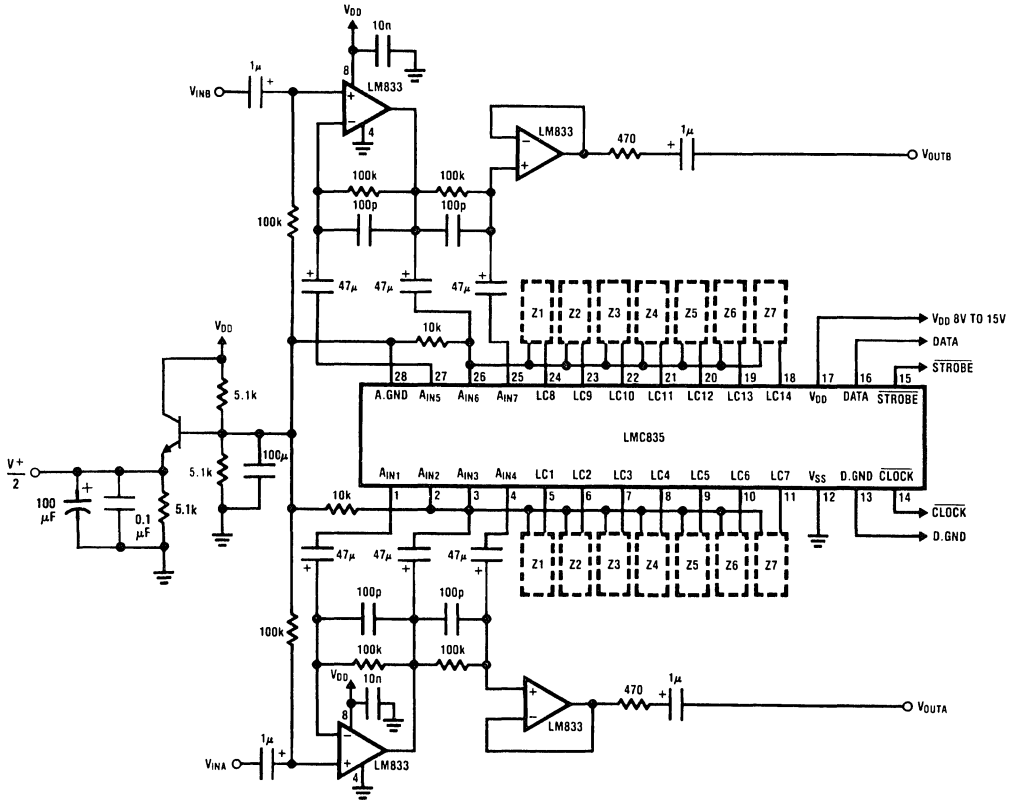 VDD
10n
8
LM833
1µ +
VINB
+
−
4
LM833
−
+
470
+ 1µ
VOUTB
100k
100k
100p
100p
100k
+
47µ
+
47µ
+
47µ
Z1 Z2 Z3 Z4 Z5 Z6 Z7
VDD
10k
VDD 8V TO 15V
DATA
STROBE
28 27 26 25 24 23 22 21 20 19 18 17 16 15
A.GND AIN5 AIN6 AIN7 LC8 LC9 LC10 LC11 LC12 LC13 LC14 VDD DATA STROBE
5.1k
LMC835
V+
2
5.1k
100µ
AIN1 AIN2 AIN3 AIN4 LC1 LC2 LC3 LC4 LC5 LC6 LC7 VSS D.GND CLOCK
1 2 3 4 5 6 7 8 9 10 11 12 13 14
100
µF
+
0.1
µF
5.1k
10k
CLOCK
D.GND
47µ
+
47µ
+
47µ
+
Z1 Z2 Z3 Z4 Z5 Z6 Z7
100p
100p
100k
100k
100k
VDD
10n
8
−
+
4
LM833
1µ +
VINA
+
−
LM833
470
+ 1µ
VOUTA